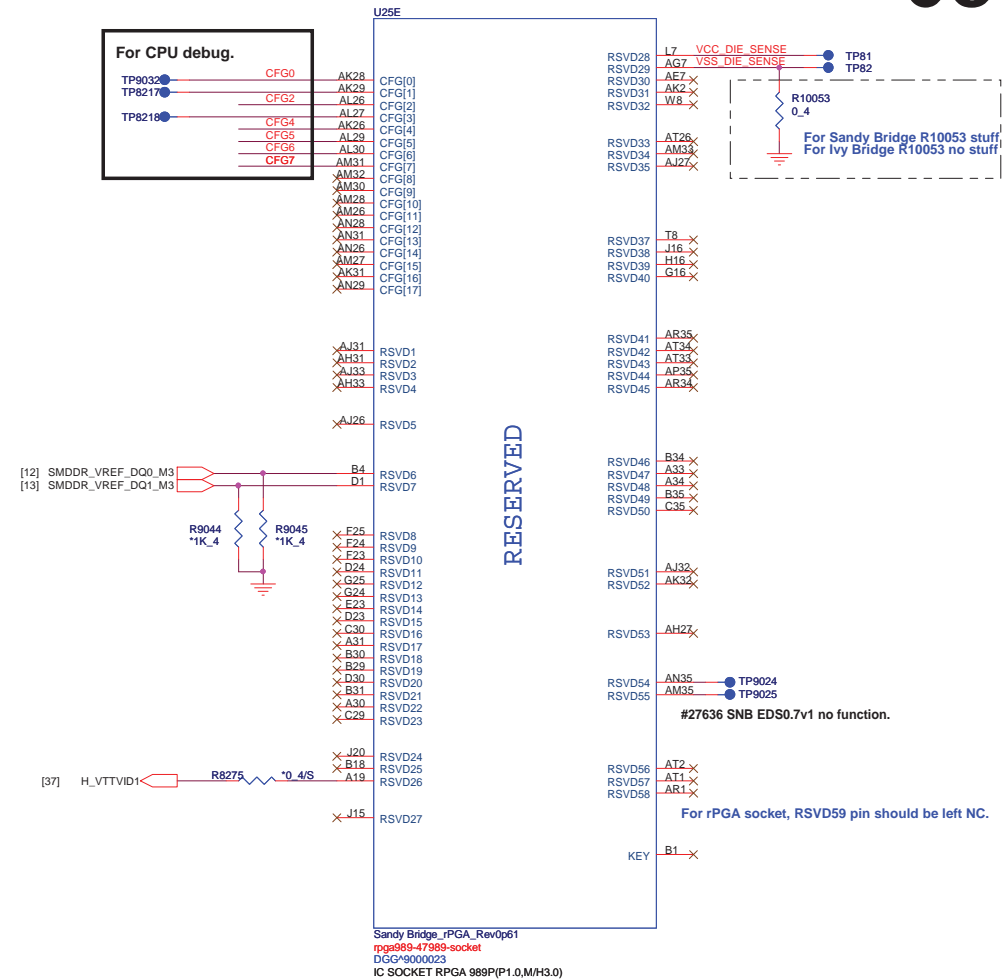 U25E
For CPU debug.
TP9032 CFG0 AK28 CFG[0]
TP8217 AK29 CFG[1]
CFG2 AL26 CFG[2]
TP8218 AL27 CFG[3]
CFG4 AK26 CFG[4]
CFG5 AL29 CFG[5]
CFG6 AL30 CFG[6]
CFG7 AM31 CFG[7]
AM32 CFG[8]
AM30 CFG[9]
AM28 CFG[10]
AM26 CFG[11]
AN28 CFG[12]
AN31 CFG[13]
AN26 CFG[14]
AM27 CFG[15]
AK31 CFG[16]
AN29 CFG[17]
AJ31 RSVD1
AH31 RSVD2
AJ33 RSVD3
AH33 RSVD4
AJ26 RSVD5
[12] SMDDR_VREF_DQ0_M3 B4 RSVD6
[13] SMDDR_VREF_DQ1_M3 D1 RSVD7
R9044 R9045
*1K_4 *1K_4
F25 RSVD8
F24 RSVD9
F23 RSVD10
D24 RSVD11
G25 RSVD12
G24 RSVD13
E23 RSVD14
D23 RSVD15
C30 RSVD16
A31 RSVD17
B30 RSVD18
B29 RSVD19
D30 RSVD20
B31 RSVD21
A30 RSVD22
C29 RSVD23
J20 RSVD24
B18 RSVD25
[37] H_VTTVID1 R8275 *0_4/S A19 RSVD26
J15 RSVD27
RESERVED
RSVD28 L7 VCC_DIE_SENSE TP81
RSVD29 AG7 VSS_DIE_SENSE TP82
RSVD30 AE7
RSVD31 AK2
RSVD32 W8
R10053
0_4
For Sandy Bridge R10053 stuff
For Ivy Bridge R10053 no stuff
RSVD33 AT26
RSVD34 AM33
RSVD35 AJ27
RSVD37 T8
RSVD38 J16
RSVD39 H16
RSVD40 G16
RSVD41 AR35
RSVD42 AT34
RSVD43 AT33
RSVD44 AP35
RSVD45 AR34
RSVD46 B34
RSVD47 A33
RSVD48 A34
RSVD49 B35
RSVD50 C35
RSVD51 AJ32
RSVD52 AK32
RSVD53 AH27
RSVD54 AN35 TP9024
RSVD55 AM35 TP9025
#27636 SNB EDS0.7v1 no function.
RSVD56 AT2
RSVD57 AT1
RSVD58 AR1
For rPGA socket, RSVD59 pin should be left NC.
KEY B1
Sandy Bridge_rPGA_Rev0p61
rpga989-47989-socket
DGG^9000023
IC SOCKET RPGA 989P(P1.0,M/H3.0)